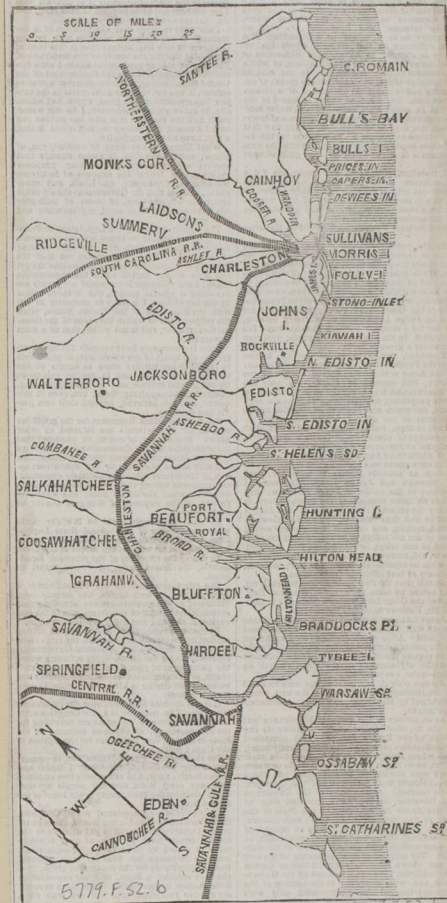 SCALE OF MILES
0 5 10 15 20 25
SANTEE R.
C. ROMAIN
NORTHEASTERN R.R.
BULL'S BAY
MONKS COR.
BULLS I
CAINHOY
PRICES IN
CAPERS IN
COOPER R
WANDO R
DEWEES IN
LAIDSONS
SUMMERV
RIDGEVILLE
SOUTH CAROLINA R.R.
ASHLEY R
SULLIVANS
MORRIS I
CHARLESTON
JAMES I
FOLLY I
STONO INLET
JOHNS I.
EDISTO R.
KIAWAH I
ROCKVILLE
N. EDISTO IN
WALTERBORO
JACKSONBORO
EDISTO
ASHEBOO R
S. EDISTO IN
COMBAHEE R
ST HELENS SD
SALKAHATCHEE
CHARLESTON
SAVANNAH R.R.
PORT ROYAL
BEAUFORT
HUNTING I.
COOSAWHATCHEE
BROAD R.
HILTON HEAD
GRAHAMV.
BLUFFTON
HILTON HEAD I
SAVANNAH R.
BRADDOCKS PT.
HARDEEV
TYBEE I.
SPRINGFIELD
CENTRAL R.R.
WARSAW SD.
SAVANNAH
OGEECHEE R.
OSSABAW SD
N
E
W
S
EDEN
CANNOUCHEE R.
SAVANNAH & GULF R.R.
ST CATHARINES SD
5779.F.52.b